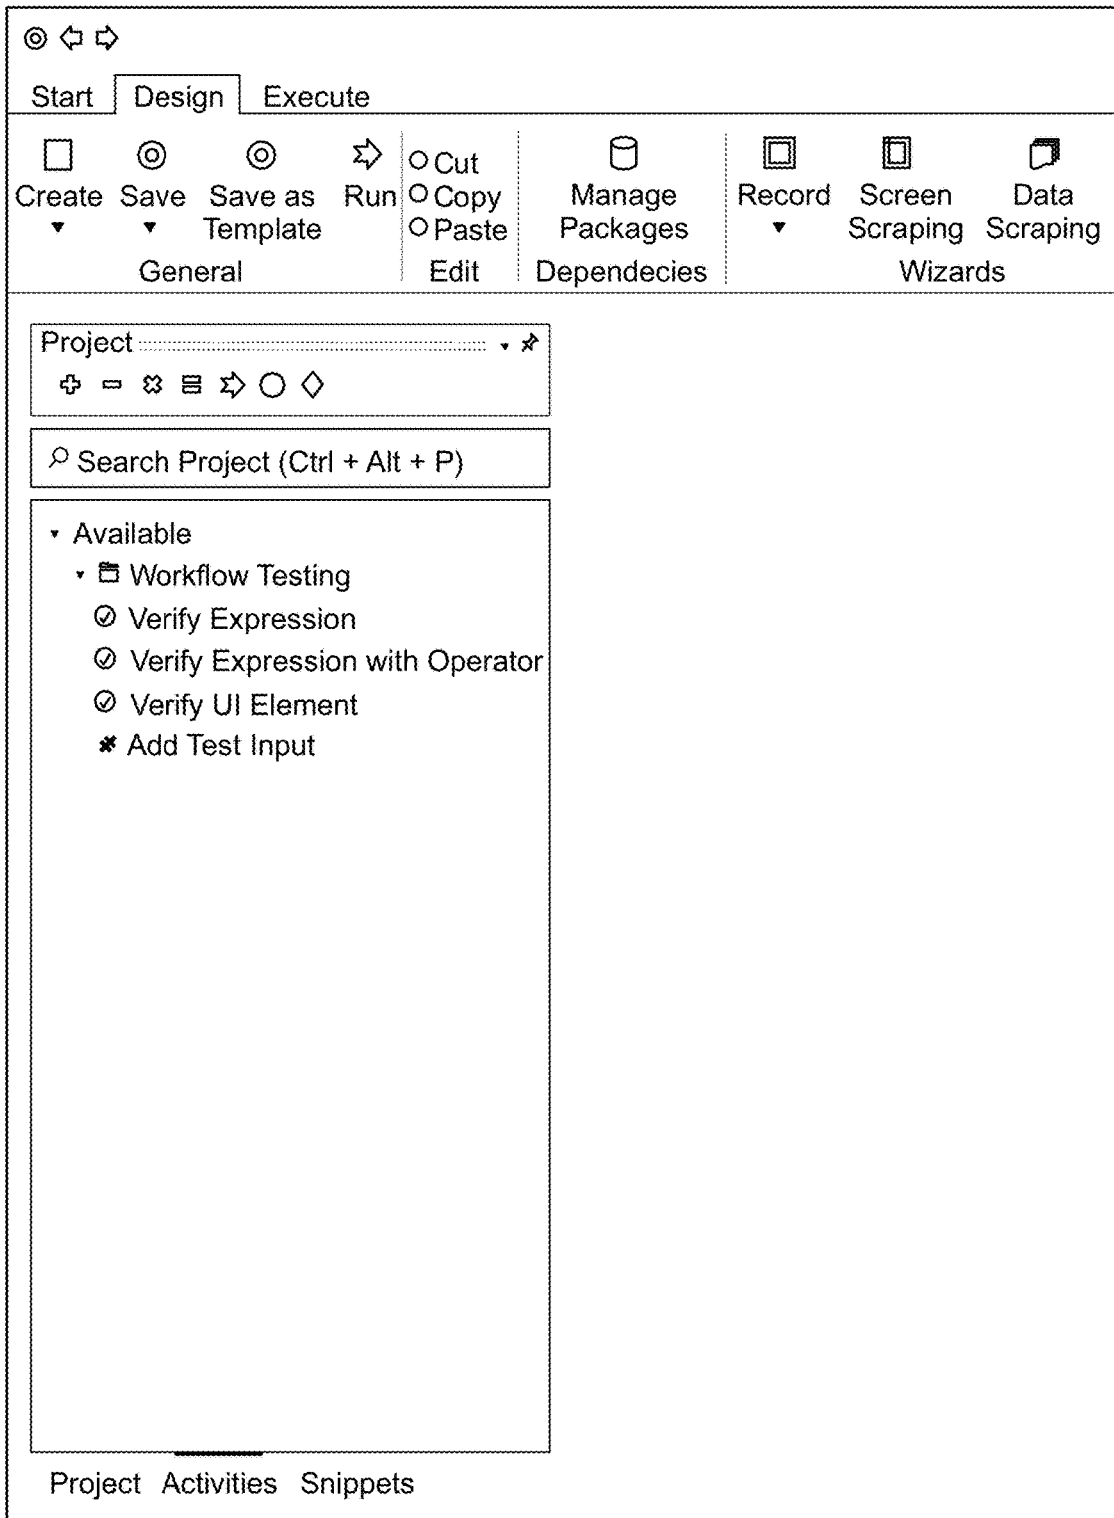 Start Design Execute
Create Save Save as Template Run
Cut
Copy
Paste
Manage Packages
Record Screen Scraping Data Scraping
General Edit Dependecies Wizards
Project
Search Project (Ctrl + Alt + P)
Available
Workflow Testing
Verify Expression
Verify Expression with Operator
Verify UI Element
Add Test Input
Project Activities Snippets